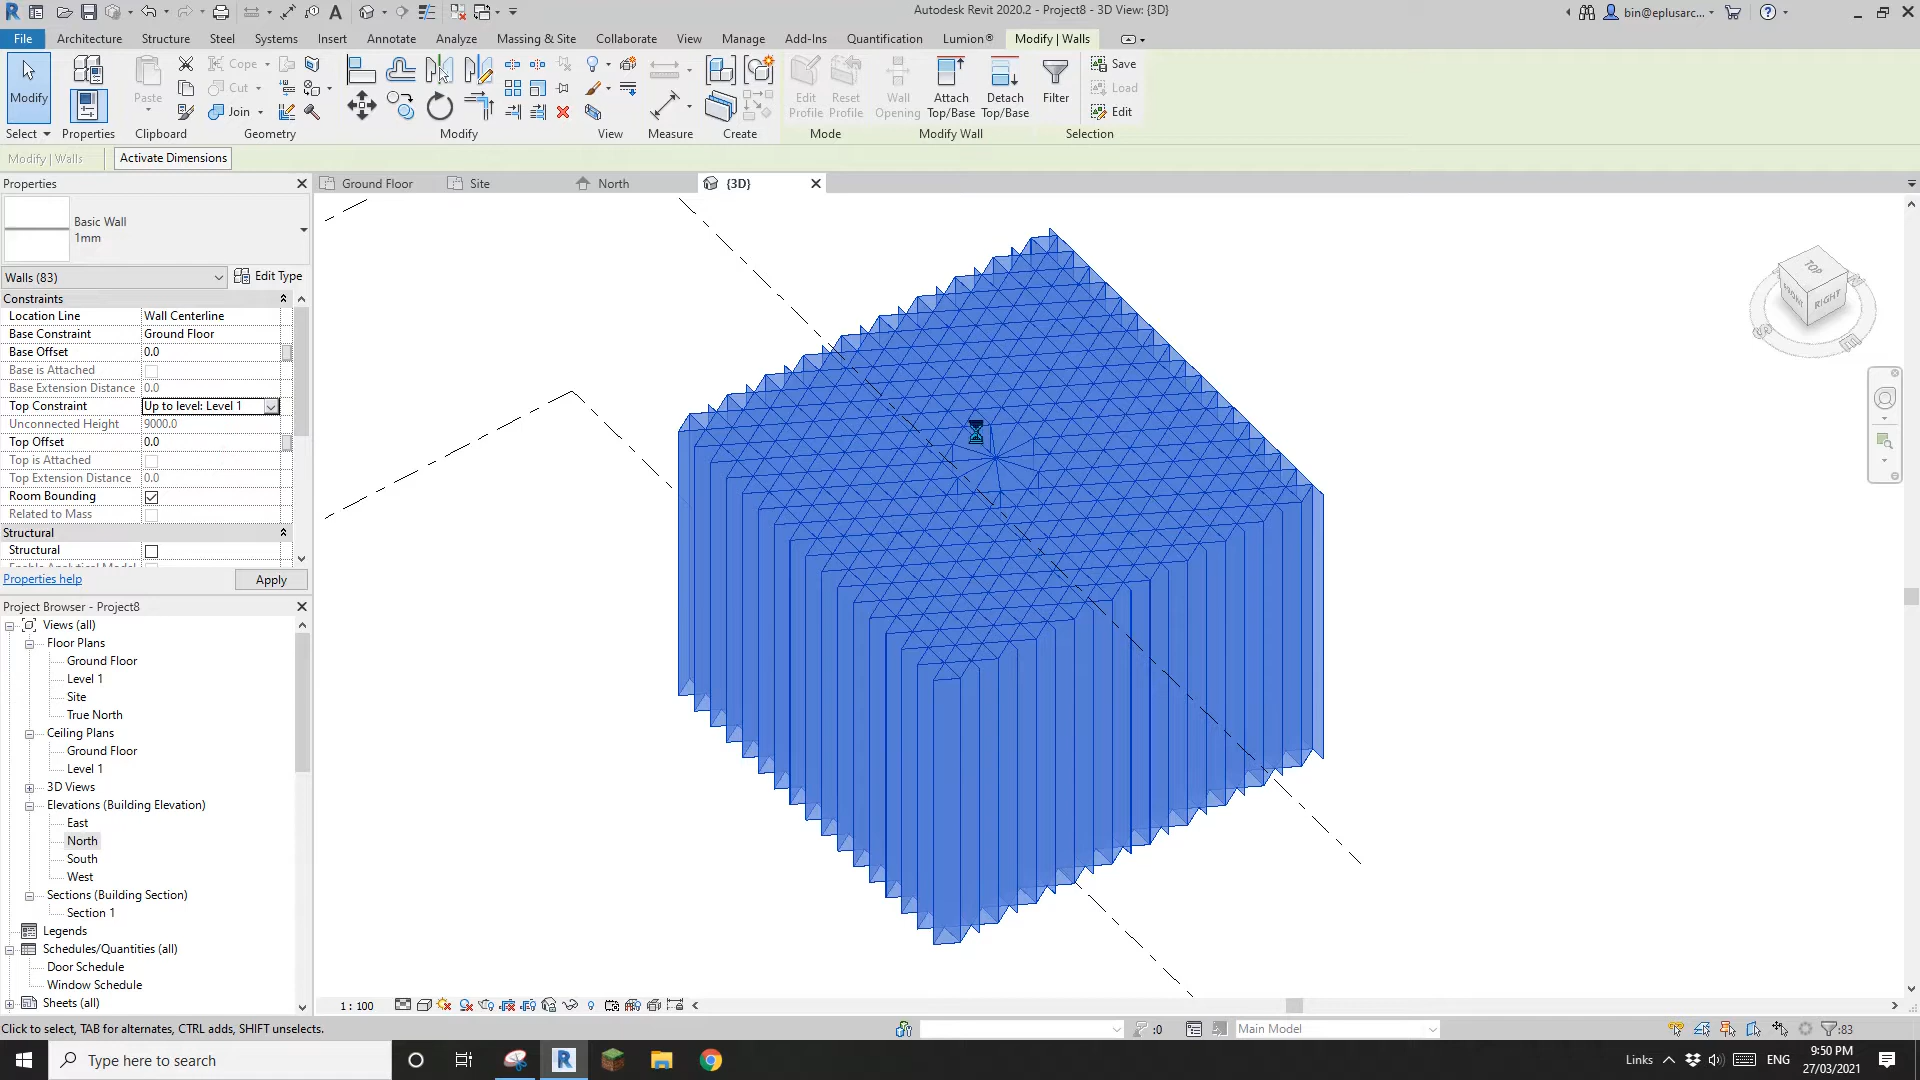 Autodesk Revit 2020.2 - Project8 - 3D View: {3D}
bin@eplusarc...
File Architecture Structure Steel Systems Insert Annotate Analyze Massing & Site Collaborate View Manage Add-Ins Quantification Lumion® Modify | Walls
Modify
Paste
Cope
Cut
Join
Edit Profile
Reset Profile
Wall Opening
Attach Top/Base
Detach Top/Base
Filter
Save
Load
Edit
Select Properties Clipboard Geometry Modify View Measure Create Mode Modify Wall Selection
Modify | Walls Activate Dimensions
Properties
Ground Floor Site North {3D}
Basic Wall
1mm
Walls (83) Edit Type
Constraints
Location Line Wall Centerline
Base Constraint Ground Floor
Base Offset 0.0
Base is Attached
Base Extension Distance 0.0
Top Constraint Up to level: Level 1
Unconnected Height 9000.0
Top Offset 0.0
Top is Attached
Top Extension Distance 0.0
Room Bounding
Related to Mass
Structural
Structural
Properties help Apply
Project Browser - Project8
Views (all)
Floor Plans
Ground Floor
Level 1
Site
True North
Ceiling Plans
Ground Floor
Level 1
3D Views
Elevations (Building Elevation)
East
North
South
West
Sections (Building Section)
Section 1
Legends
Schedules/Quantities (all)
Door Schedule
Window Schedule
Sheets (all)
TOP
FRONT
RIGHT
1 : 100
Click to select, TAB for alternates, CTRL adds, SHIFT unselects.
:0
Main Model
:83
Type here to search
Links
ENG
9:50 PM
27/03/2021